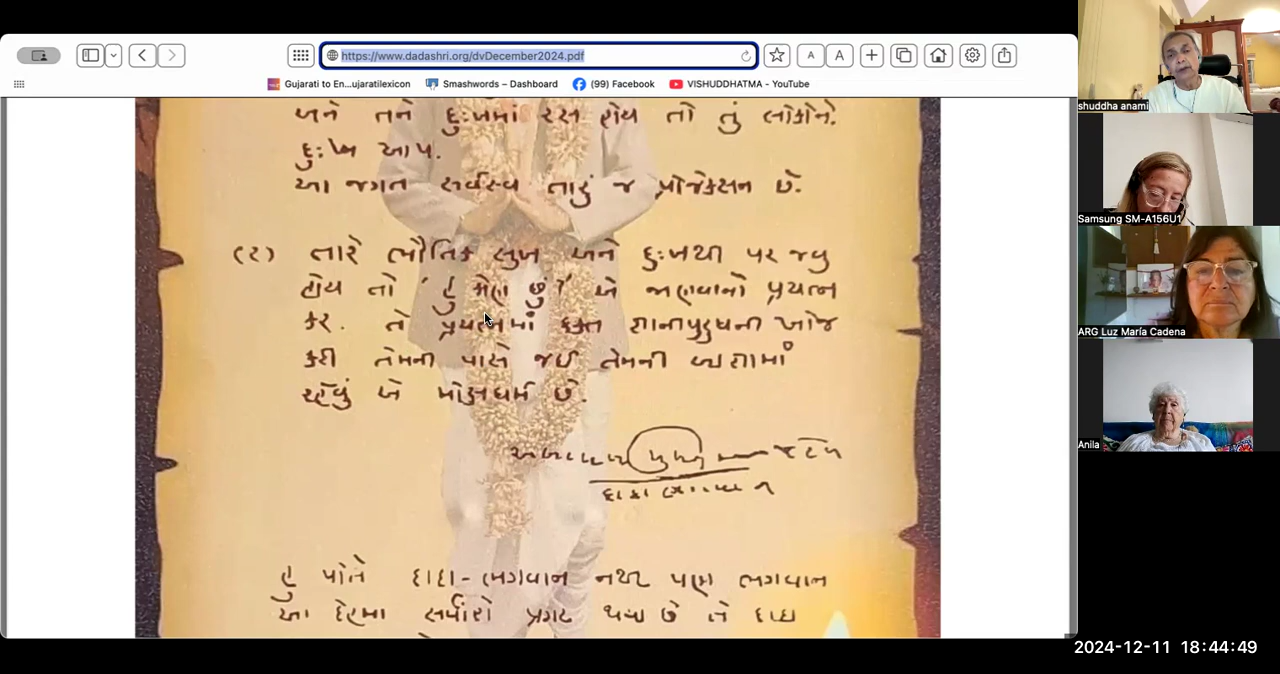 https://www.dadashri.org/dvDecember2024.pdf
A A
Gujarati to En...ujaratilexicon
Smashwords – Dashboard
(99) Facebook
VISHUDDHATMA - YouTube
અને તને દુઃખમાં રસ હોય તો તું લોકોને
દુઃખ આપ.
આ જગત સર્વસ્વ તારું જ પ્રોજેક્સન છે.
(૨) તારે ભૌતિક સુખ અને દુઃખથી પર જવુ
હોય તો 'હું કોણ છું?' એ જાણવાનો પ્રયત્ન
કર. તે પ્રયત્નમાં ફક્ત જ્ઞાનીપુરુષની ખોજ
કરી તેમની પાસે જઈ તેમની આજ્ઞામાં
રહેવું એ મોક્ષધર્મ છે.
દાદા ભગવાન
હું પોતે દાદા-ભગવાન નથી પણ ભગવાન
આ દેહમા સર્વાંશે પ્રગટ થયા છે તે દાદા
shuddha anami
Samsung SM-A156U1
ARG Luz María Cadena
Anila
2024-12-11 18:44:49